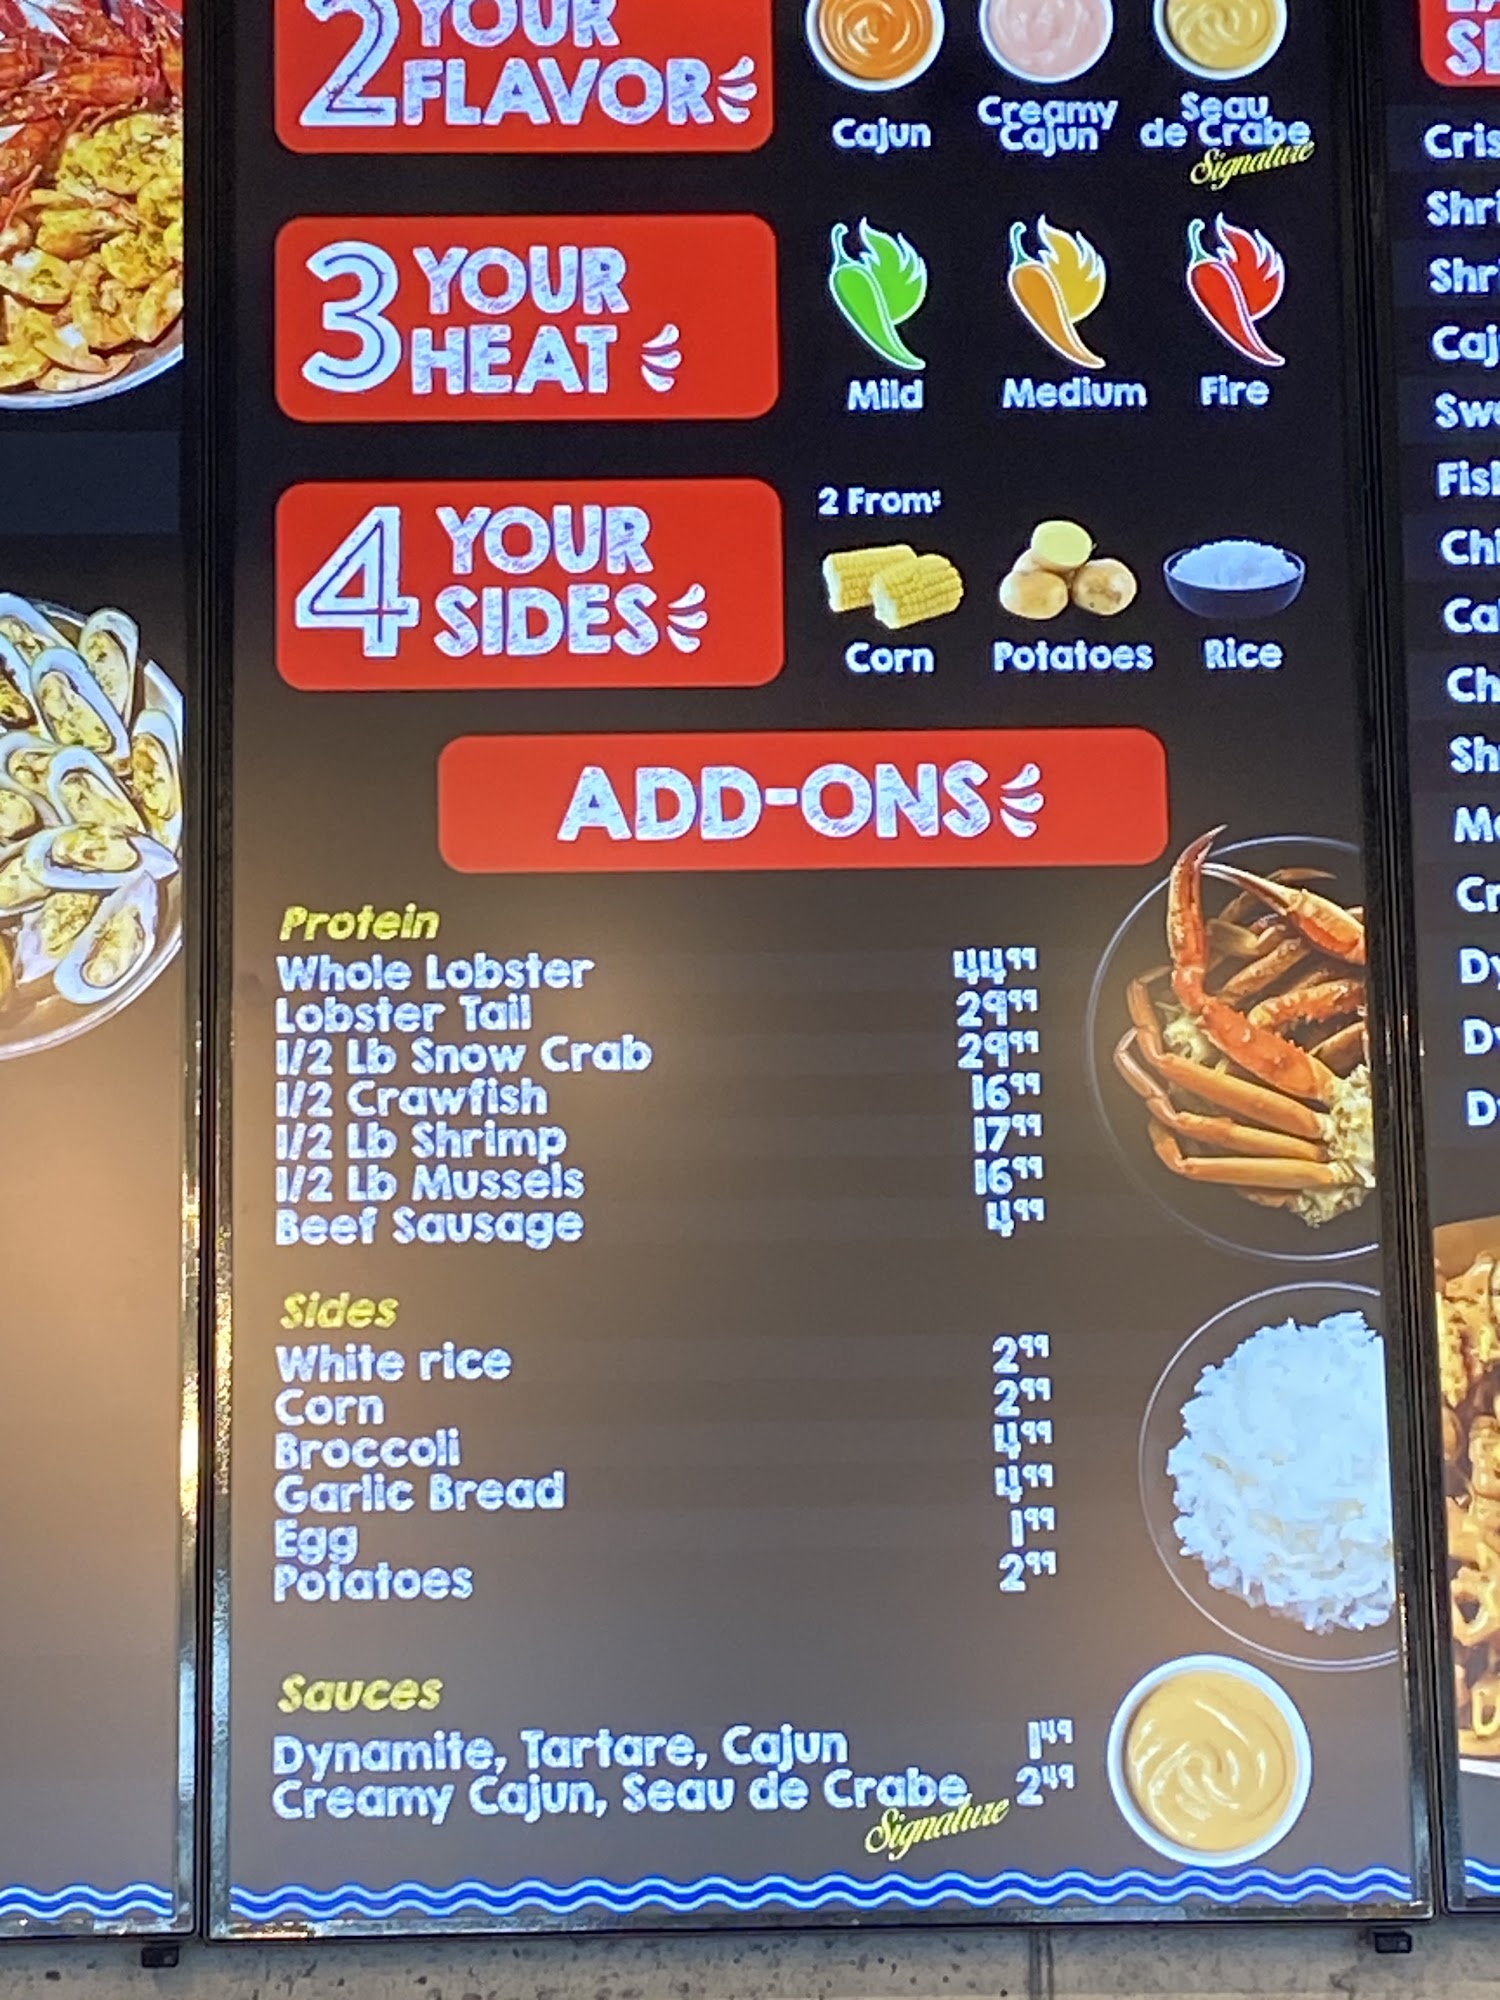 2 YOUR
FLAVOR
Cajun
Creamy
Cajun
Seau
de Crabe
Signature
3 YOUR
HEAT
Mild
Medium
Fire
4 YOUR
SIDES
2 From:
Corn
Potatoes
Rice
ADD-ONS
Protein
Whole Lobster 44⁹⁹
Lobster Tail 29⁹⁹
1/2 Lb Snow Crab 29⁹⁹
1/2 Crawfish 16⁹⁹
1/2 Lb Shrimp 17⁹⁹
1/2 Lb Mussels 16⁹⁹
Beef Sausage 4⁹⁹
Sides
White rice 2⁹⁹
Corn 2⁹⁹
Broccoli 4⁹⁹
Garlic Bread 4⁹⁹
Egg 1⁹⁹
Potatoes 2⁹⁹
Sauces
Dynamite, Tartare, Cajun 1⁴⁹
Creamy Cajun, Seau de Crabe 2⁴⁹
Signature